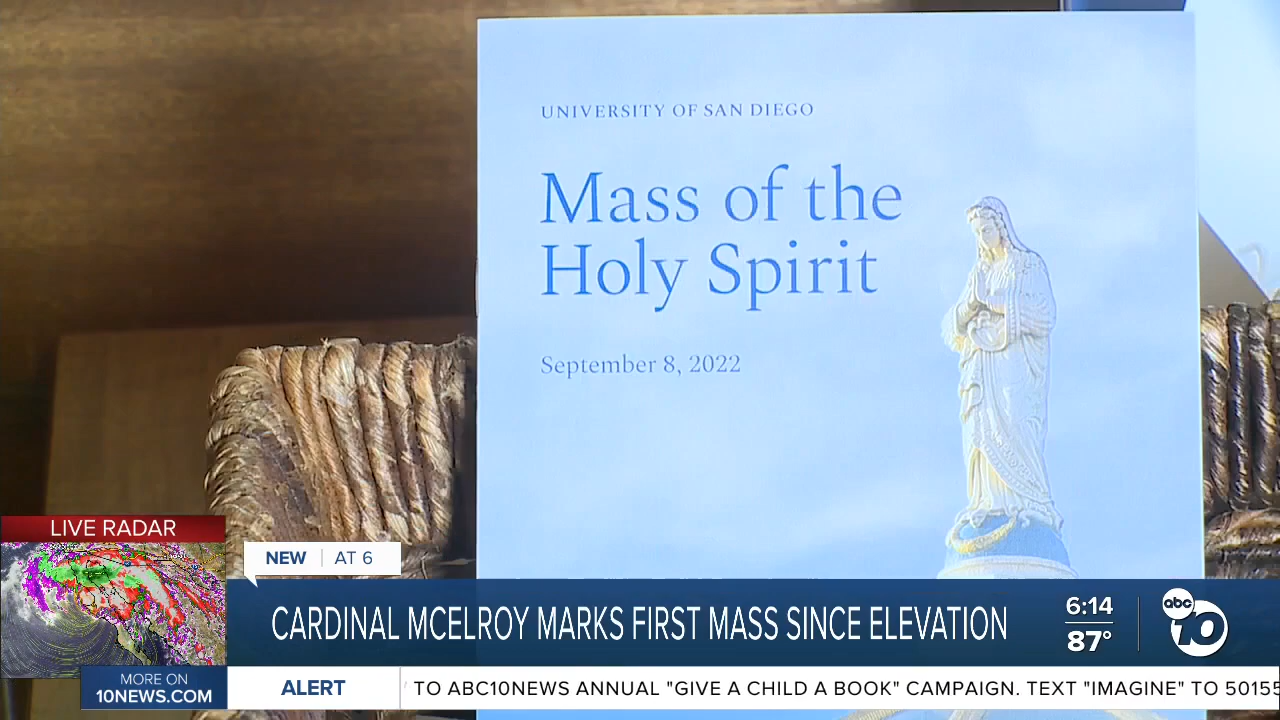 UNIVERSITY OF SAN DIEGO
Mass of the
Holy Spirit
September 8, 2022
LIVE RADAR
NEW | AT 6
CARDINAL MCELROY MARKS FIRST MASS SINCE ELEVATION
6:14
87°
abc
10
MORE ON
10NEWS.COM
ALERT
TO ABC10NEWS ANNUAL "GIVE A CHILD A BOOK" CAMPAIGN. TEXT "IMAGINE" TO 50155